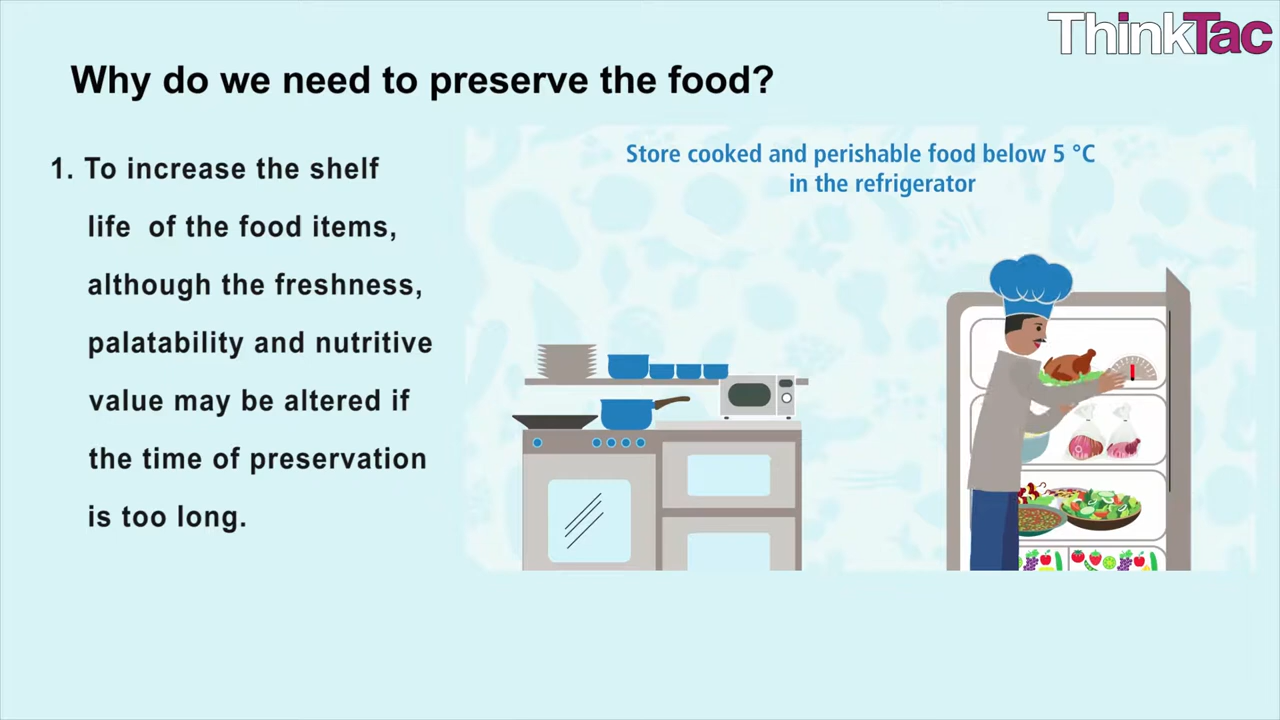 ThinkTac
Why do we need to preserve the food?
1. To increase the shelf
life of the food items,
although the freshness,
palatability and nutritive
value may be altered if
the time of preservation
is too long.
Store cooked and perishable food below 5 °C
in the refrigerator